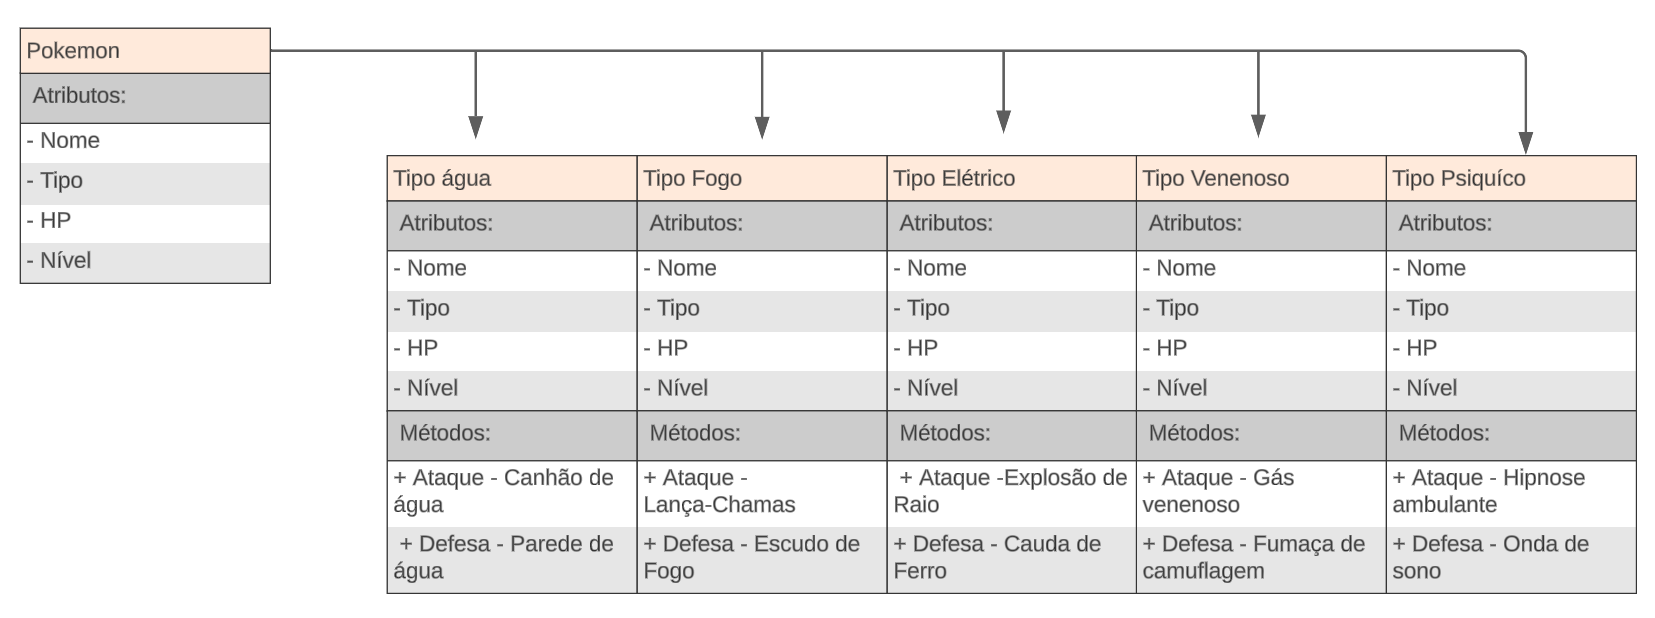 Pokemon
Atributos:
- Nome
- Tipo
- HP
- Nível
Tipo água
Atributos:
- Nome
- Tipo
- HP
- Nível
Métodos:
+ Ataque - Canhão de
água
+ Defesa - Parede de
água
Tipo Fogo
Atributos:
- Nome
- Tipo
- HP
- Nível
Métodos:
+ Ataque -
Lança-Chamas
+ Defesa - Escudo de
Fogo
Tipo Elétrico
Atributos:
- Nome
- Tipo
- HP
- Nível
Métodos:
+ Ataque -Explosão de
Raio
+ Defesa - Cauda de
Ferro
Tipo Venenoso
Atributos:
- Nome
- Tipo
- HP
- Nível
Métodos:
+ Ataque - Gás
venenoso
+ Defesa - Fumaça de
camuflagem
Tipo Psiquíco
Atributos:
- Nome
- Tipo
- HP
- Nível
Métodos:
+ Ataque - Hipnose
ambulante
+ Defesa - Onda de
sono